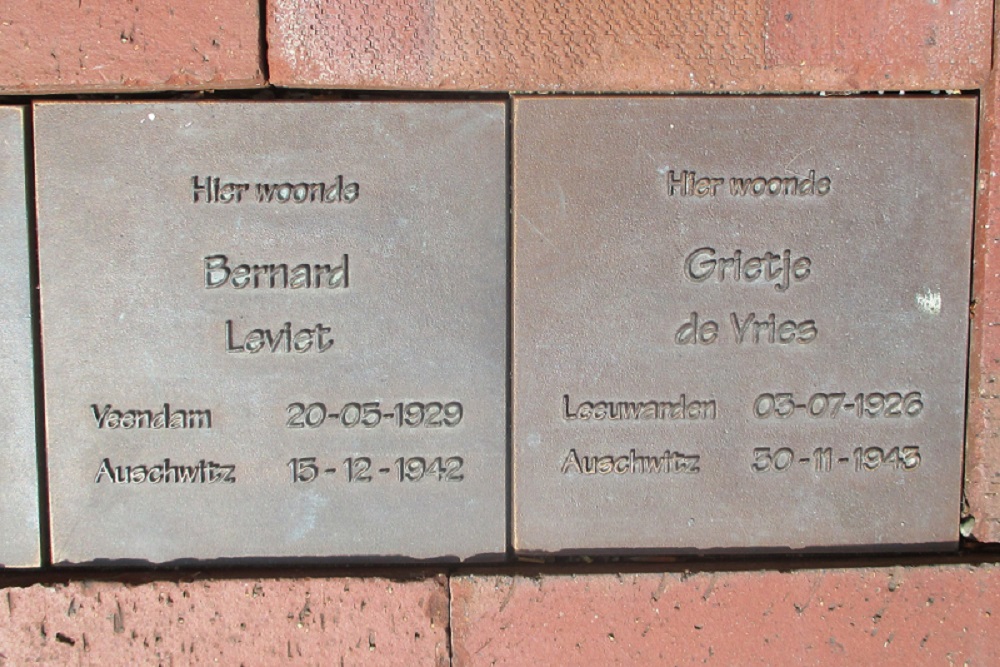 Hier woonde
Bernard
Leviet
Veendam 20-05-1929
Auschwitz 15-12-1942
Hier woonde
Grietje
de Vries
Leeuwarden 03-07-1926
Auschwitz 30-11-1943